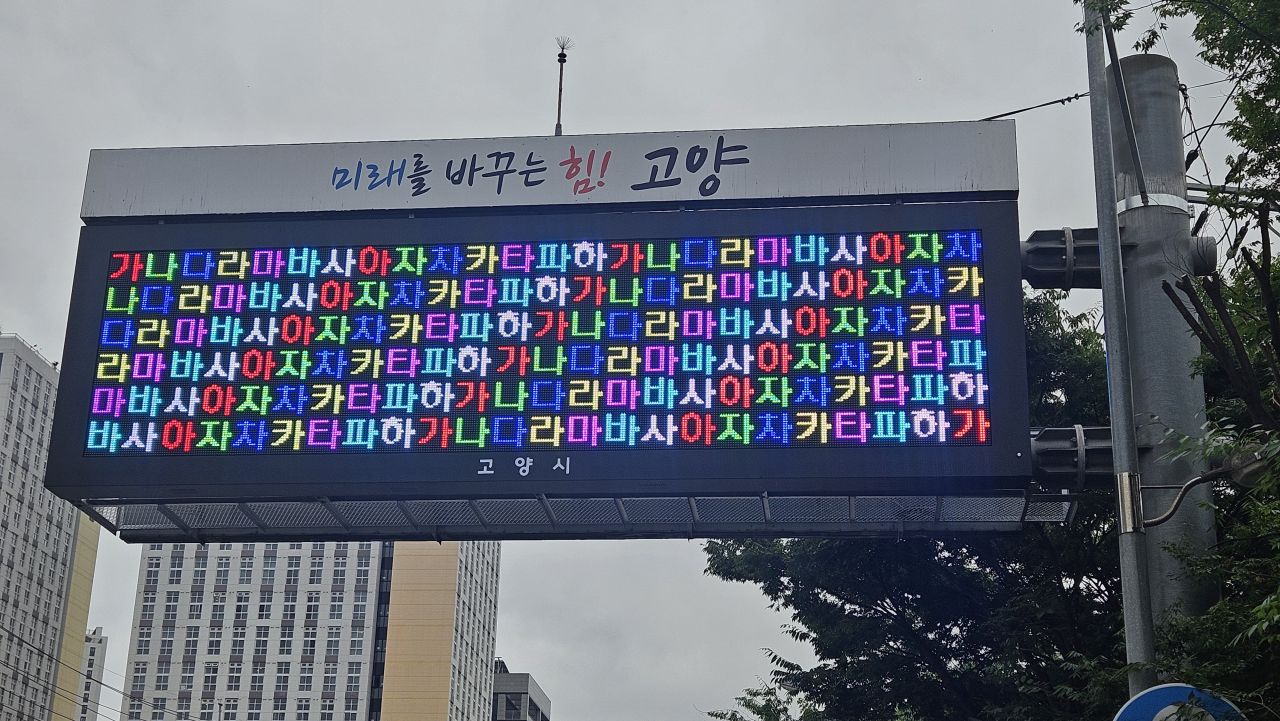 미래를 바꾸는 힘! 고양
가나다라마바사아자차카타파하가나다라마바사아자차
나다라마바사아자차카타파하가나다라마바사아자차카
다라마바사아자차카타파하가나다라마바사아자차카타
라마바사아자차카타파하가나다라마바사아자차카타파
마바사아자차카타파하가나다라마바사아자차카타파하
바사아자차카타파하가나다라마바사아자차카타파하가
고양시